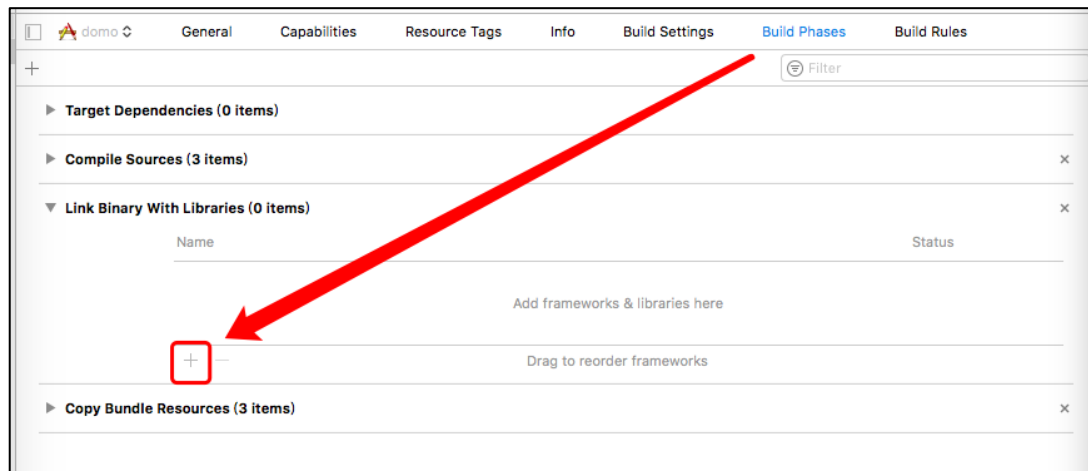 domo General Capabilities Resource Tags Info Build Settings Build Phases Build Rules
+ Filter
Target Dependencies (0 items)
Compile Sources (3 items) ×
Link Binary With Libraries (0 items) ×
Name Status
Add frameworks & libraries here
+ − Drag to reorder frameworks
Copy Bundle Resources (3 items) ×